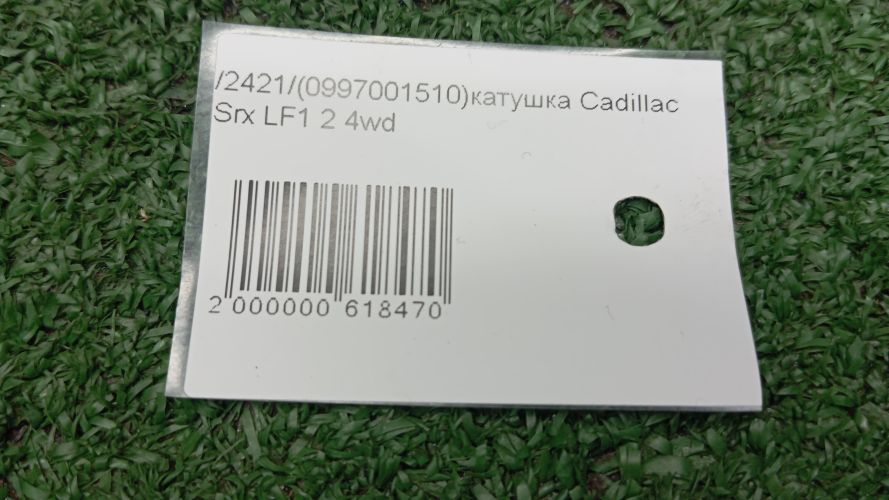 /2421/(0997001510)катушка Cadillac
Srx LF1 2 4wd
2 000000 618470